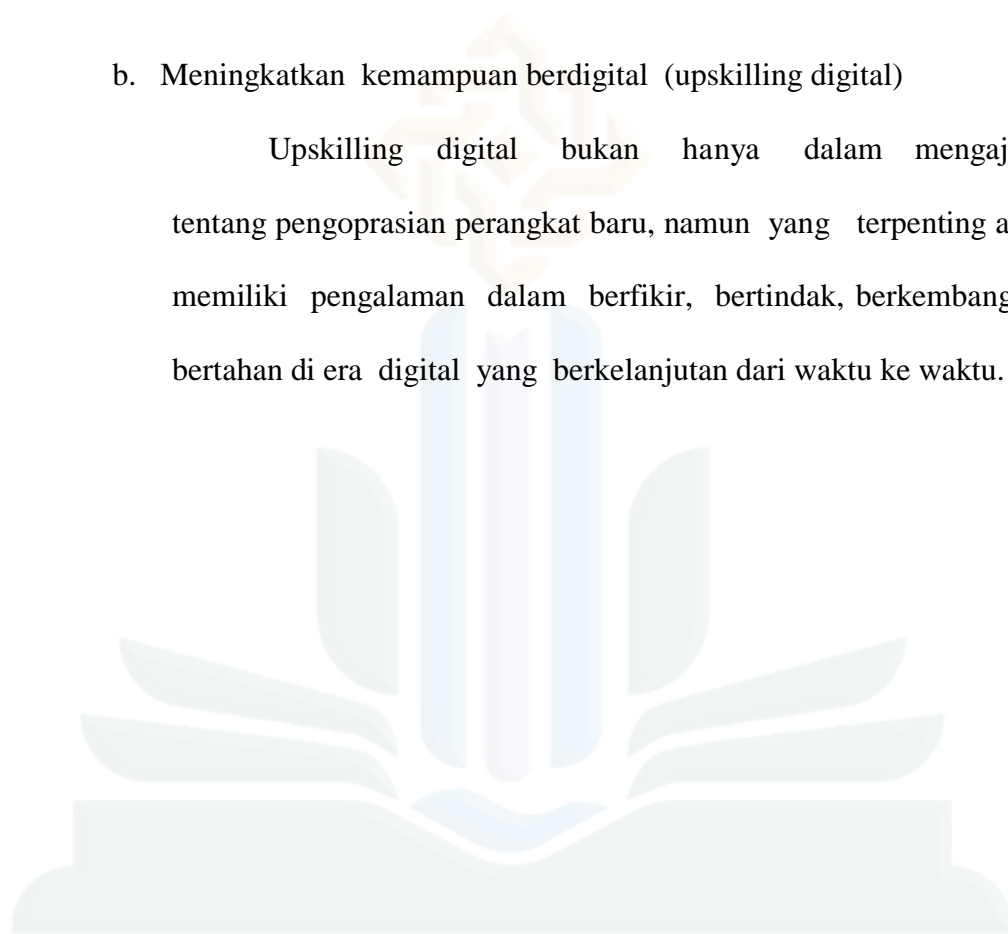 b. Meningkatkan kemampuan berdigital (upskilling digital)
Upskilling digital bukan hanya dalam
tentang pengoprasian perangkat baru, namun yang terpenting
memiliki pengalaman dalam berfikir, bertindak, berkembang
bertahan di era digital yang berkelanjutan dari waktu ke waktu.